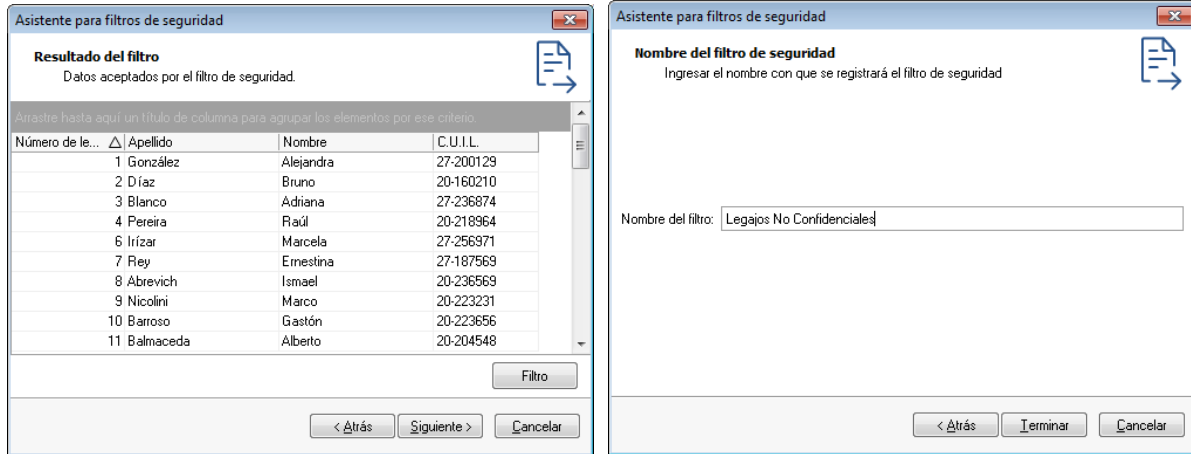 Asistente para filtros de seguridad
Resultado del filtro
Datos aceptados por el filtro de seguridad.
Arrastre hasta aquí un título de columna para agrupar los elementos por ese criterio.
Número de le... Apellido Nombre C.U.I.L.
1 González Alejandra 27-200129
2 Díaz Bruno 20-160210
3 Blanco Adriana 27-236874
4 Pereira Raúl 20-218964
6 Irízar Marcela 27-256971
7 Rey Ernestina 27-187569
8 Abrevich Ismael 20-236569
9 Nicolini Marco 20-223231
10 Barroso Gastón 20-223656
11 Balmaceda Alberto 20-204548
Filtro
< Atrás Siguiente > Cancelar
Asistente para filtros de seguridad
Nombre del filtro de seguridad
Ingresar el nombre con que se registrará el filtro de seguridad
Nombre del filtro: Legajos No Confidenciales
< Atrás Terminar Cancelar